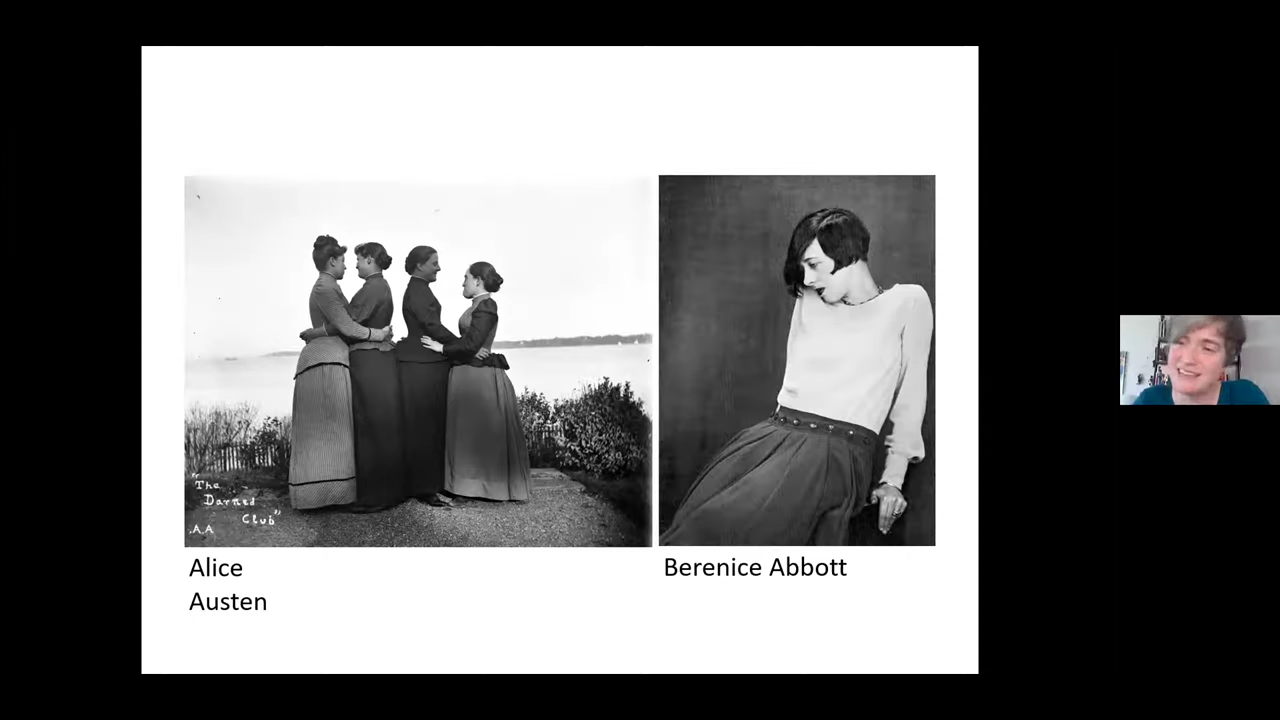 "The
Darned
Club"
A.A
Alice
Austen
Berenice Abbott